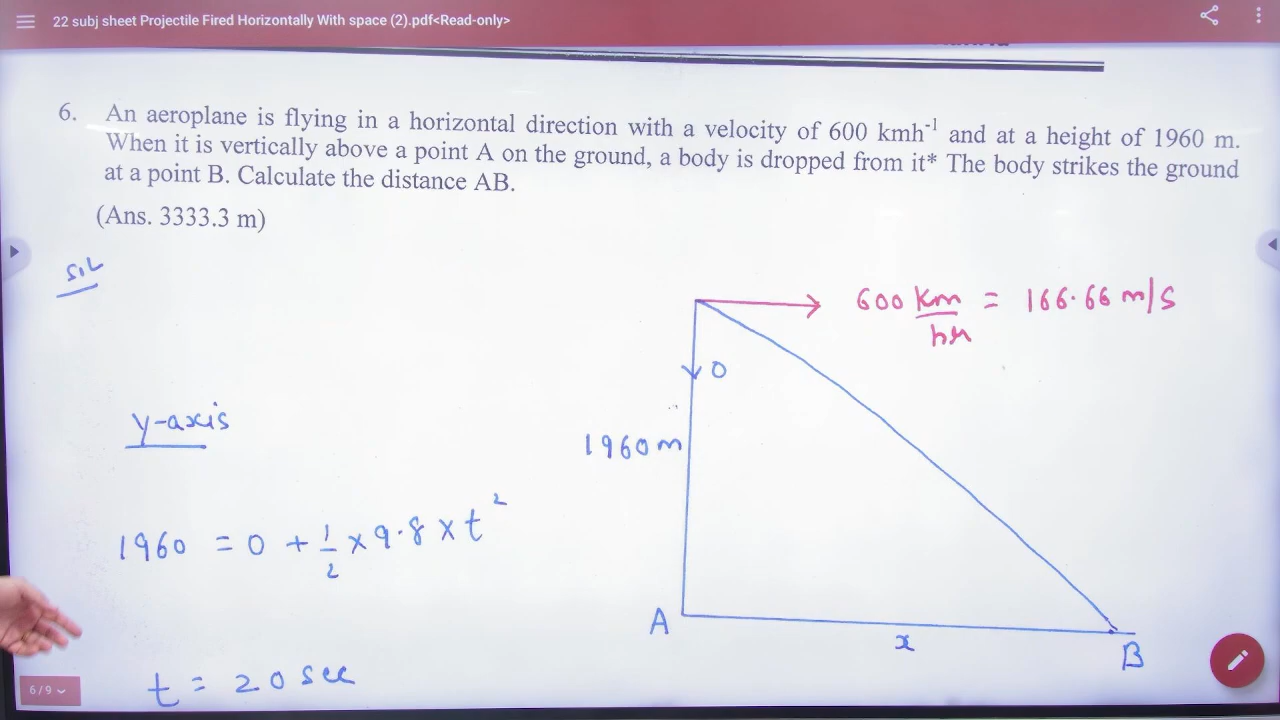 22 subj sheet Projectile Fired Horizontally With space (2).pdf<Read-only>
6. An aeroplane is flying in a horizontal direction with a velocity of 600 kmh⁻¹ and at a height of 1960 m.
When it is vertically above a point A on the ground, a body is dropped from it* The body strikes the ground
at a point B. Calculate the distance AB.
(Ans. 3333.3 m)
Sol
600 km/hr = 166.66 m/s
0
y-axis
1960 m
1960 = 0 + 1/2 × 9.8 × t²
A
x
B
t = 20 sec
6/9